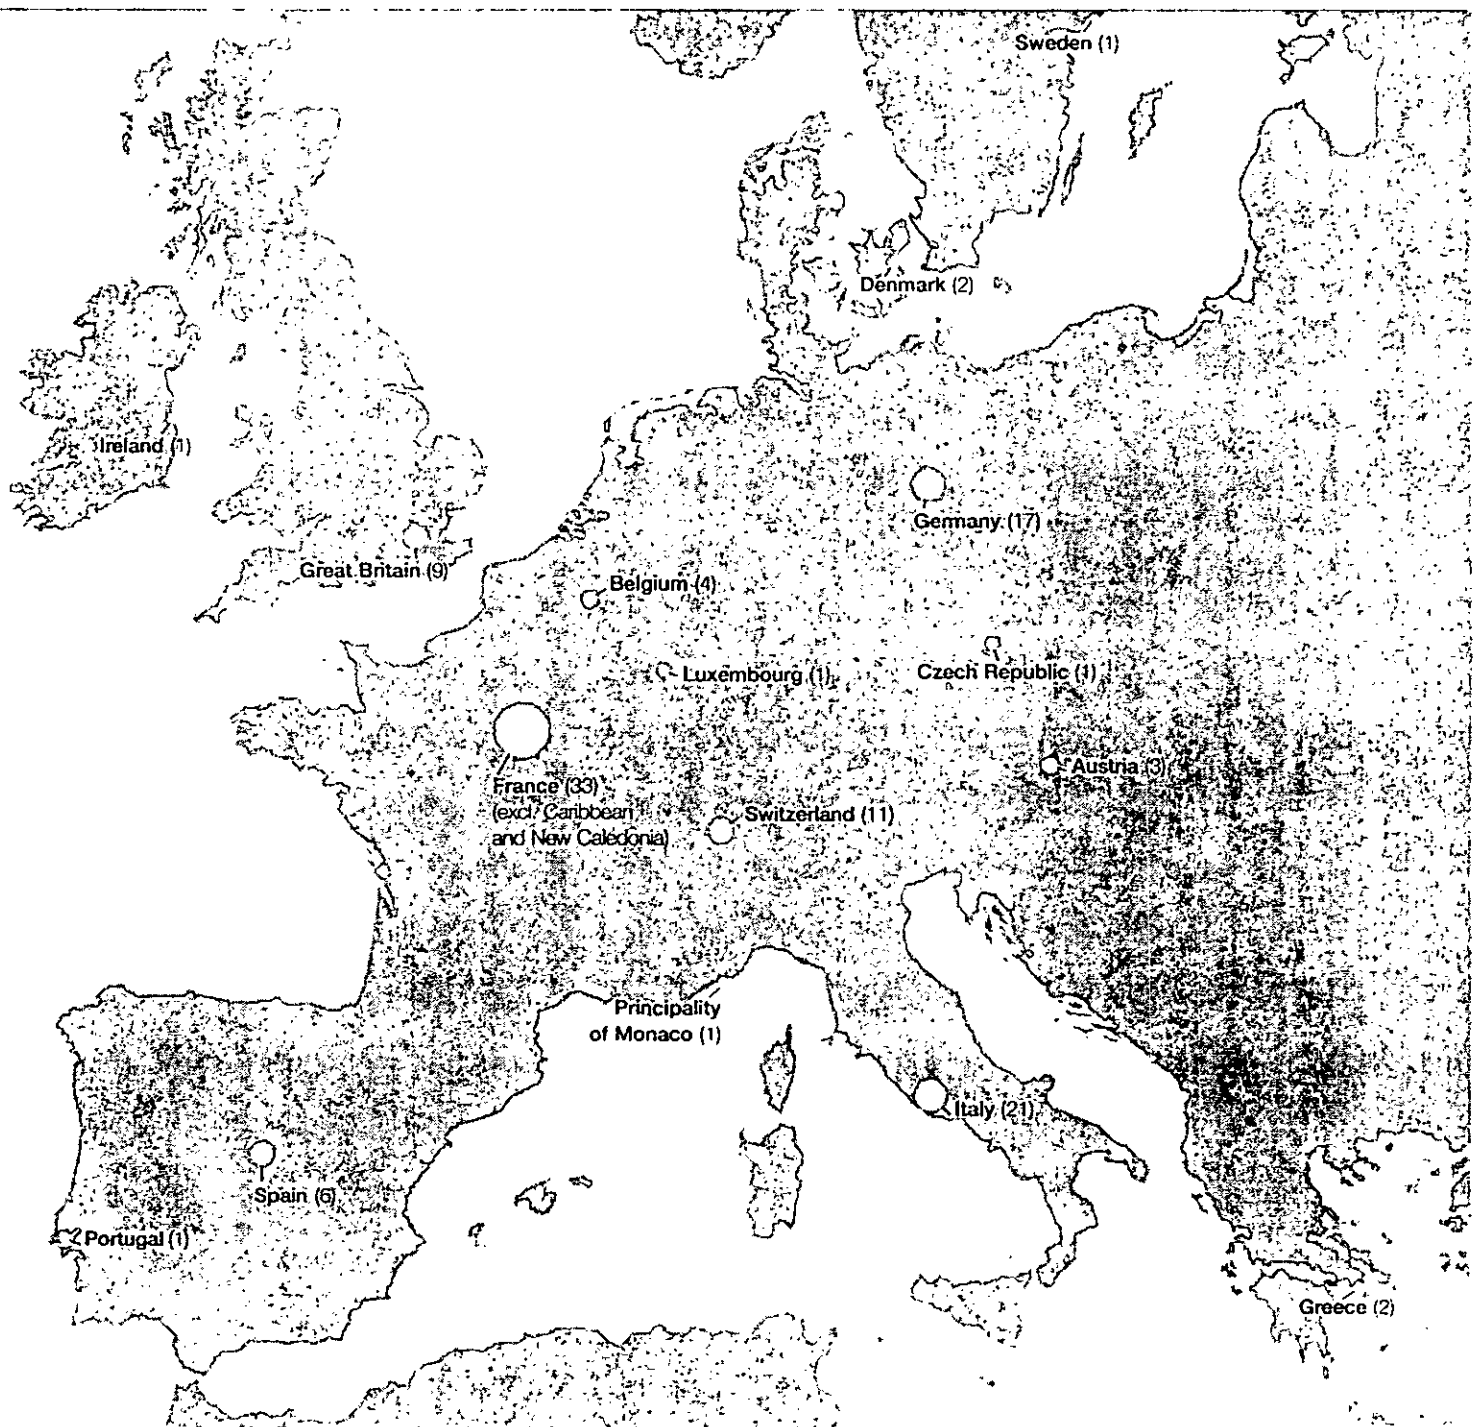 Sweden (1)
Denmark (2)
Ireland (1)
Germany (17)
Great Britain (9)
Belgium (4)
Luxembourg (1)
Czech Republic (1)
France (33)
(excl. Caribbean
and New Caledonia)
Austria (3)
Switzerland (11)
Principality
of Monaco (1)
Italy (21)
Spain (6)
Portugal (1)
Greece (2)